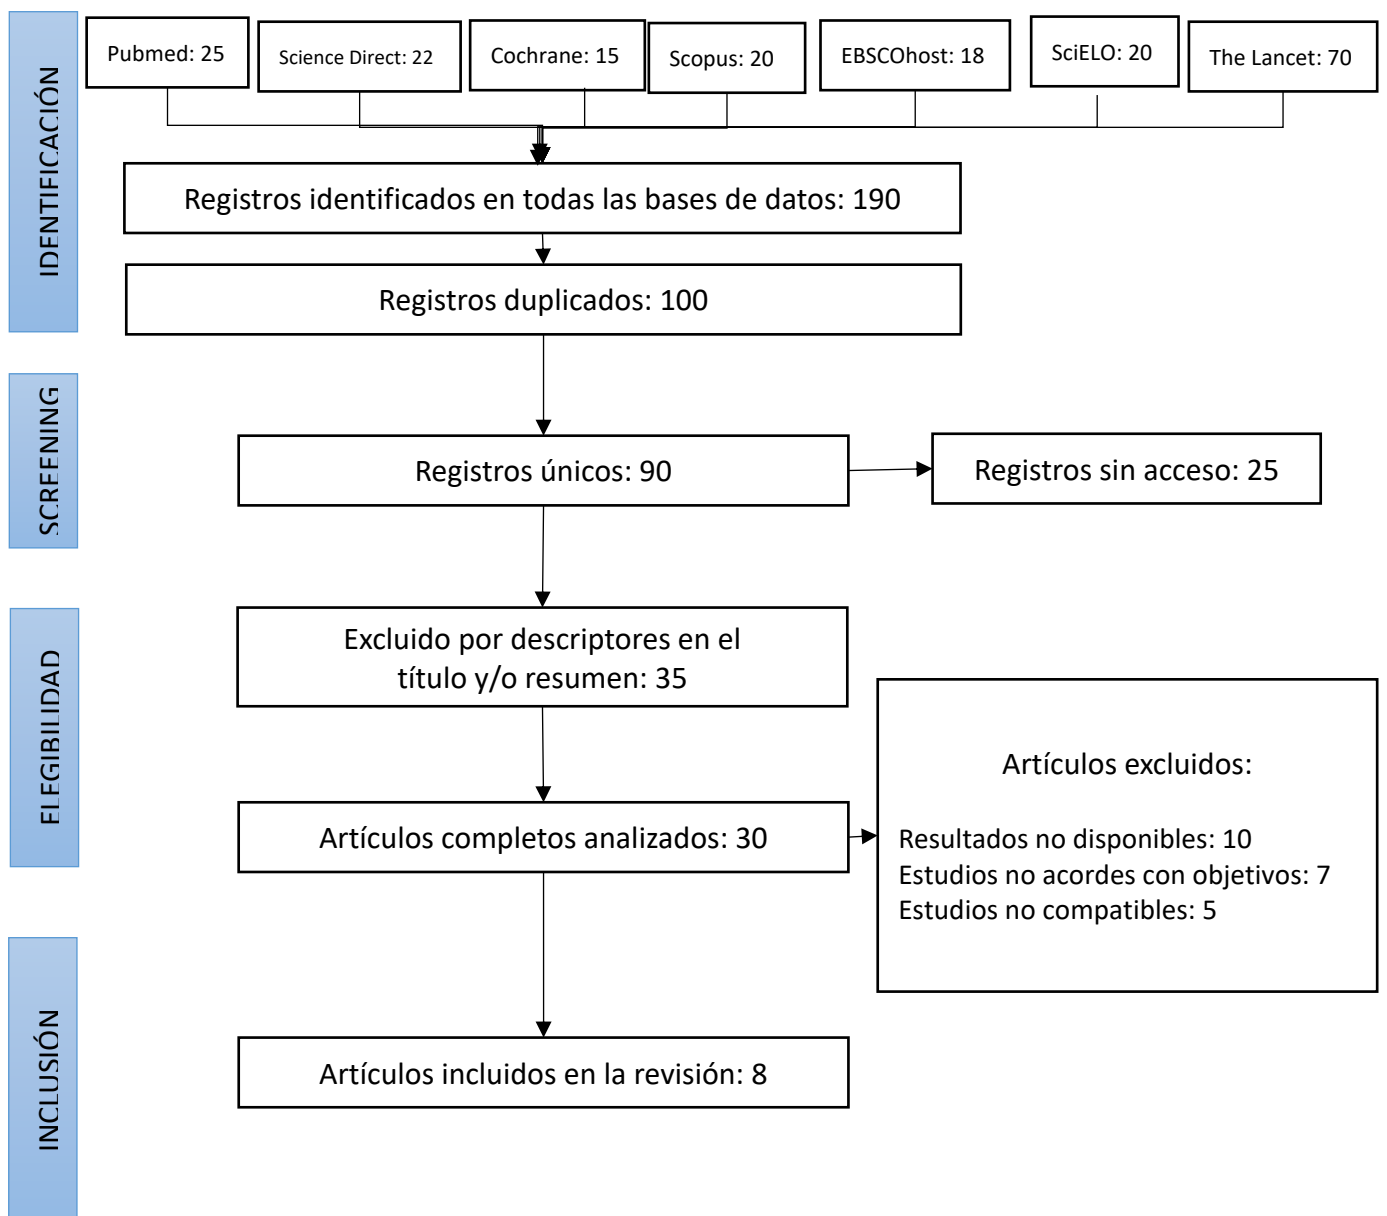 IDENTIFICACIÓN
Pubmed: 25
Science Direct: 22
Cochrane: 15
Scopus: 20
EBSCOhost: 18
SciELO: 20
The Lancet: 70
Registros identificados en todas las bases de datos: 190
Registros duplicados: 100
SCREENING
Registros únicos: 90
Registros sin acceso: 25
ELEGIBILIDAD
Excluido por descriptores en el
título y/o resumen: 35
Artículos completos analizados: 30
Artículos excluidos:
Resultados no disponibles: 10
Estudios no acordes con objetivos: 7
Estudios no compatibles: 5
INCLUSIÓN
Artículos incluidos en la revisión: 8